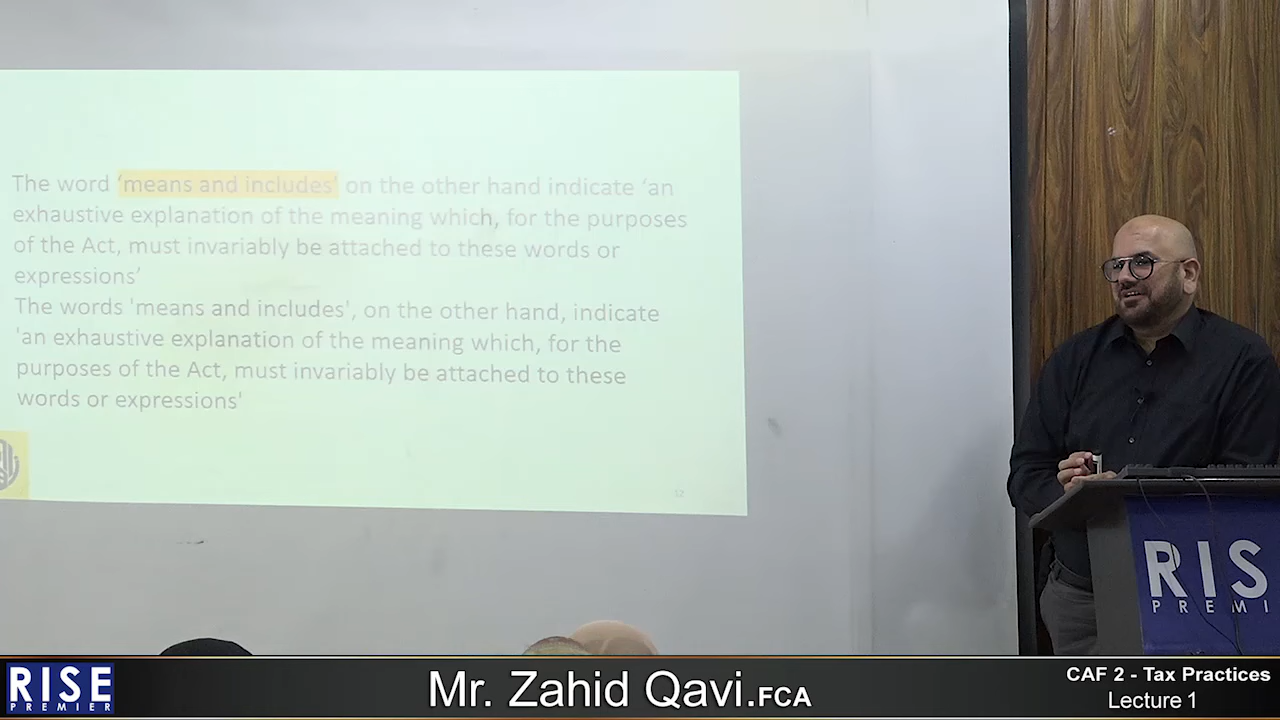 The word ‘means and includes’ on the other hand indicate ‘an
exhaustive explanation of the meaning which, for the purposes
of the Act, must invariably be attached to these words or
expressions’
The words 'means and includes', on the other hand, indicate
'an exhaustive explanation of the meaning which, for the
purposes of the Act, must invariably be attached to these
words or expressions'
12
RIS
PREMI
RISE
PREMIER
Mr. Zahid Qavi.FCA
CAF 2 - Tax Practices
Lecture 1